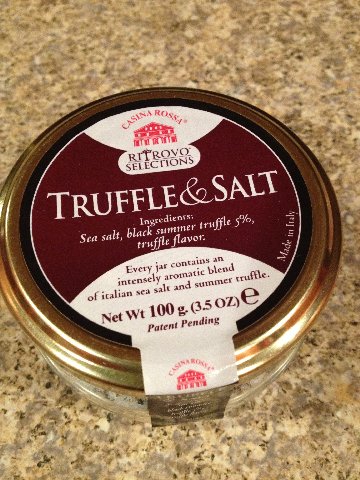 CASINA ROSSA®
RITROVO®
SELECTIONS
TRUFFLE & SALT
Ingredients:
Sea salt, black summer truffle 5%,
truffle flavor.
Made in Italy
Every jar contains an
intensely aromatic blend
of italian sea salt and summer truffle.
Net Wt 100 g. (3.5 OZ) e
Patent Pending
CASINA ROSSA®